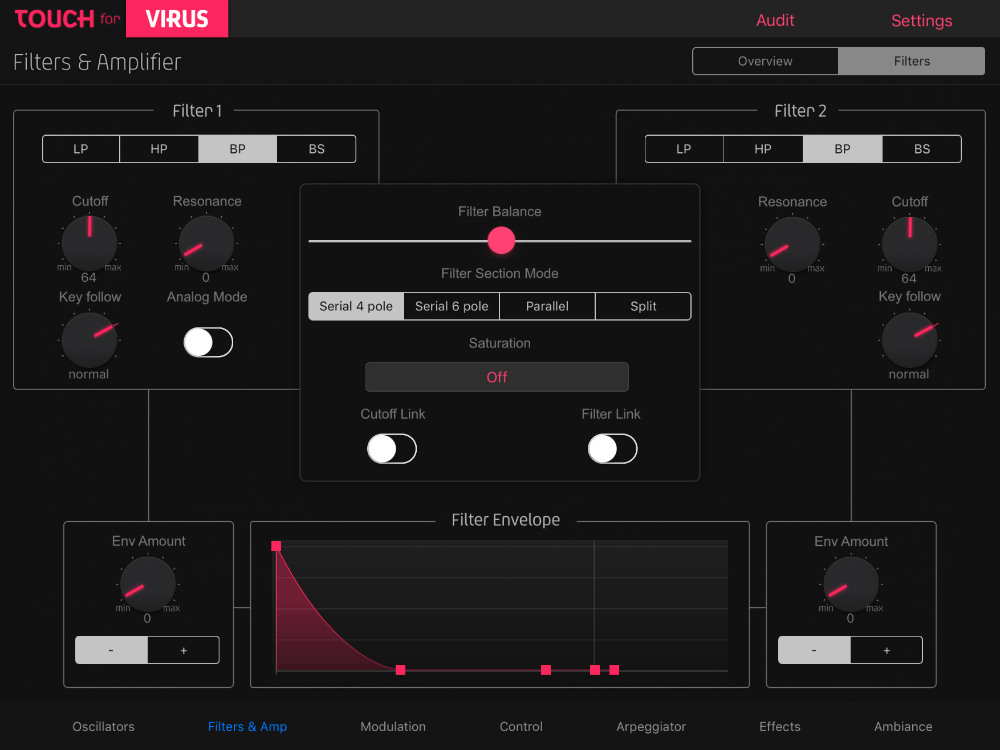 TOUCH for VIRUS
Audit
Settings
Filters & Amplifier
Overview
Filters
Filter 1
LP HP BP BS
Cutoff
Resonance
min max
64
min max
0
Key follow
Analog Mode
normal
Filter 2
LP HP BP BS
Resonance
Cutoff
min max
0
min max
64
Key follow
normal
Filter Balance
Filter Section Mode
Serial 4 pole Serial 6 pole Parallel Split
Saturation
Off
Cutoff Link
Filter Link
Env Amount
min max
0
- +
Filter Envelope
Env Amount
min max
0
- +
Oscillators Filters & Amp Modulation Control Arpeggiator Effects Ambiance